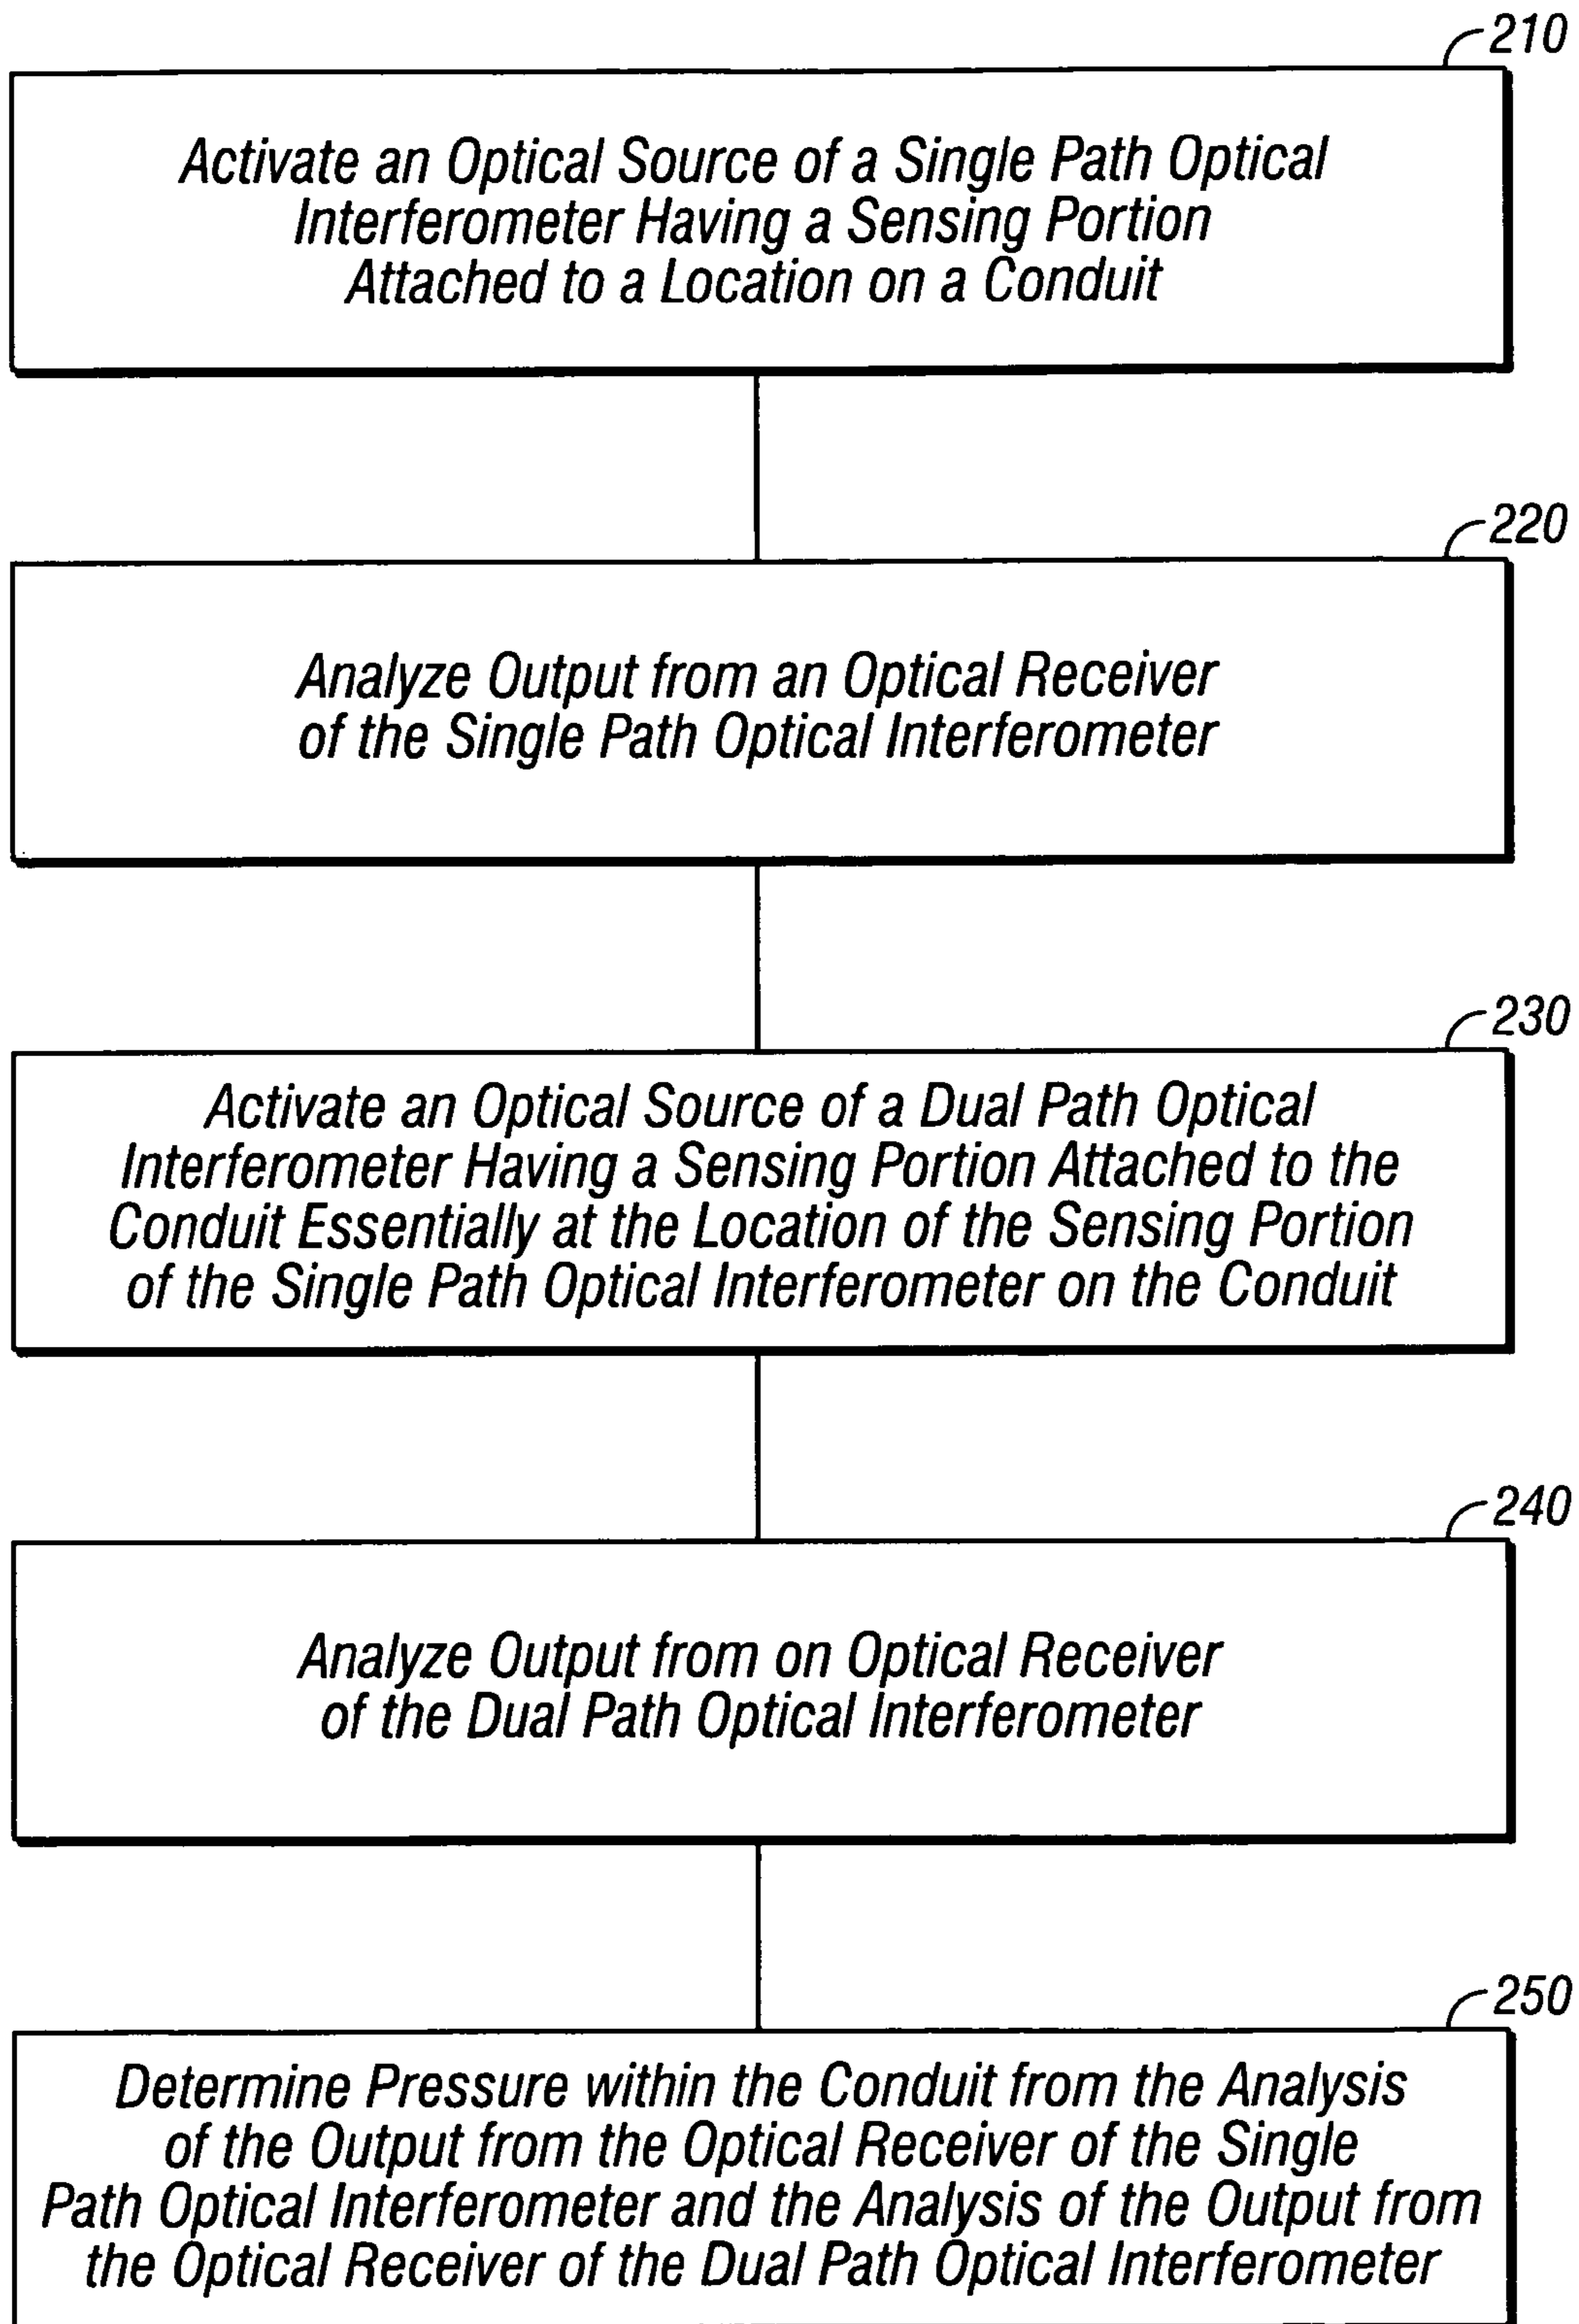 210
Activate an Optical Source of a Single Path Optical
Interferometer Having a Sensing Portion
Attached to a Location on a Conduit
220
Analyze Output from an Optical Receiver
of the Single Path Optical Interferometer
230
Activate an Optical Source of a Dual Path Optical
Interferometer Having a Sensing Portion Attached to the
Conduit Essentially at the Location of the Sensing Portion
of the Single Path Optical Interferometer on the Conduit
240
Analyze Output from on Optical Receiver
of the Dual Path Optical Interferometer
250
Determine Pressure within the Conduit from the Analysis
of the Output from the Optical Receiver of the Single
Path Optical Interferometer and the Analysis of the Output from
the Optical Receiver of the Dual Path Optical Interferometer